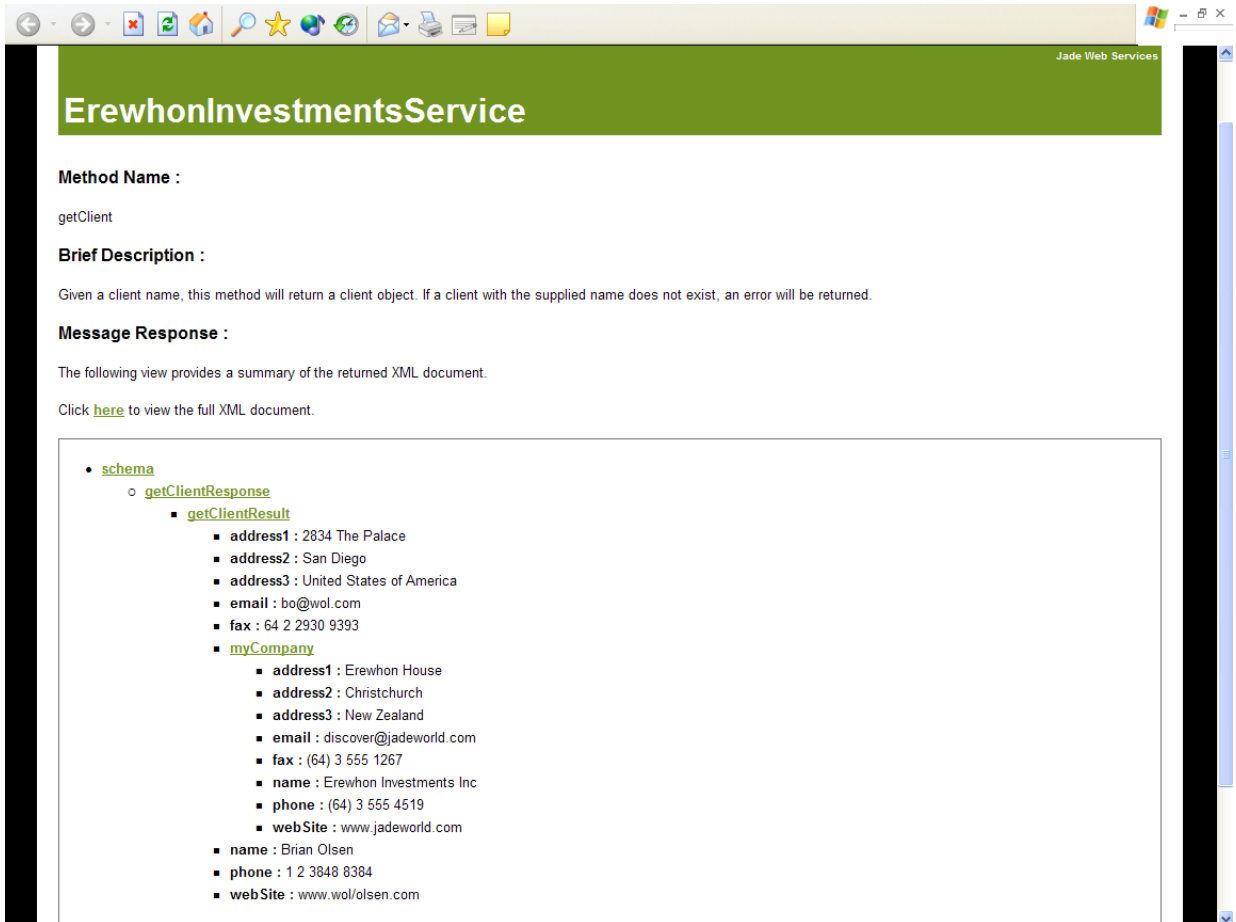 Jade Web Services
ErewhonInvestmentsService
Method Name :
getClient
Brief Description :
Given a client name, this method will return a client object. If a client with the supplied name does not exist, an error will be returned.
Message Response :
The following view provides a summary of the returned XML document.
Click here to view the full XML document.
schema
getClientResponse
getClientResult
address1 : 2834 The Palace
address2 : San Diego
address3 : United States of America
email : bo@wol.com
fax : 64 2 2930 9393
myCompany
address1 : Erewhon House
address2 : Christchurch
address3 : New Zealand
email : discover@jadeworld.com
fax : (64) 3 555 1267
name : Erewhon Investments Inc
phone : (64) 3 555 4519
webSite : www.jadeworld.com
name : Brian Olsen
phone : 1 2 3848 8384
webSite : www.wol/olsen.com